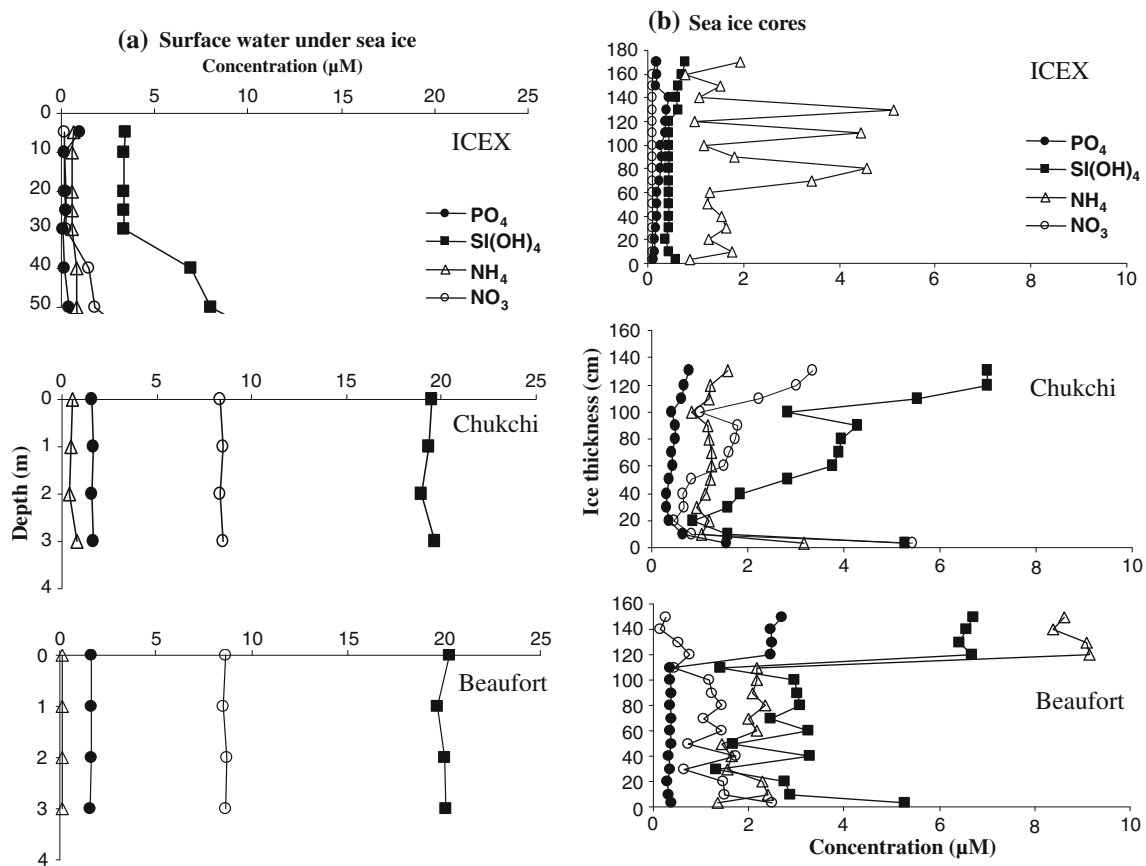 (a) Surface water under sea ice
Concentration (µM)
0 5 10 15 20 25
0
10
20
30
40
50
ICEX
PO4
SI(OH)4
NH4
NO3
0 5 10 15 20 25
0
1
2
3
4
Chukchi
Depth (m)
0 5 10 15 20 25
0
1
2
3
4
Beaufort
(b) Sea ice cores
180
160
140
120
100
80
60
40
20
0
ICEX
PO4
SI(OH)4
NH4
NO3
0 2 4 6 8 10
160
140
120
100
80
60
40
20
0
Chukchi
Ice thickness (cm)
0 2 4 6 8 10
160
140
120
100
80
60
40
20
0
Beaufort
0 2 4 6 8 10
Concentration (µM)